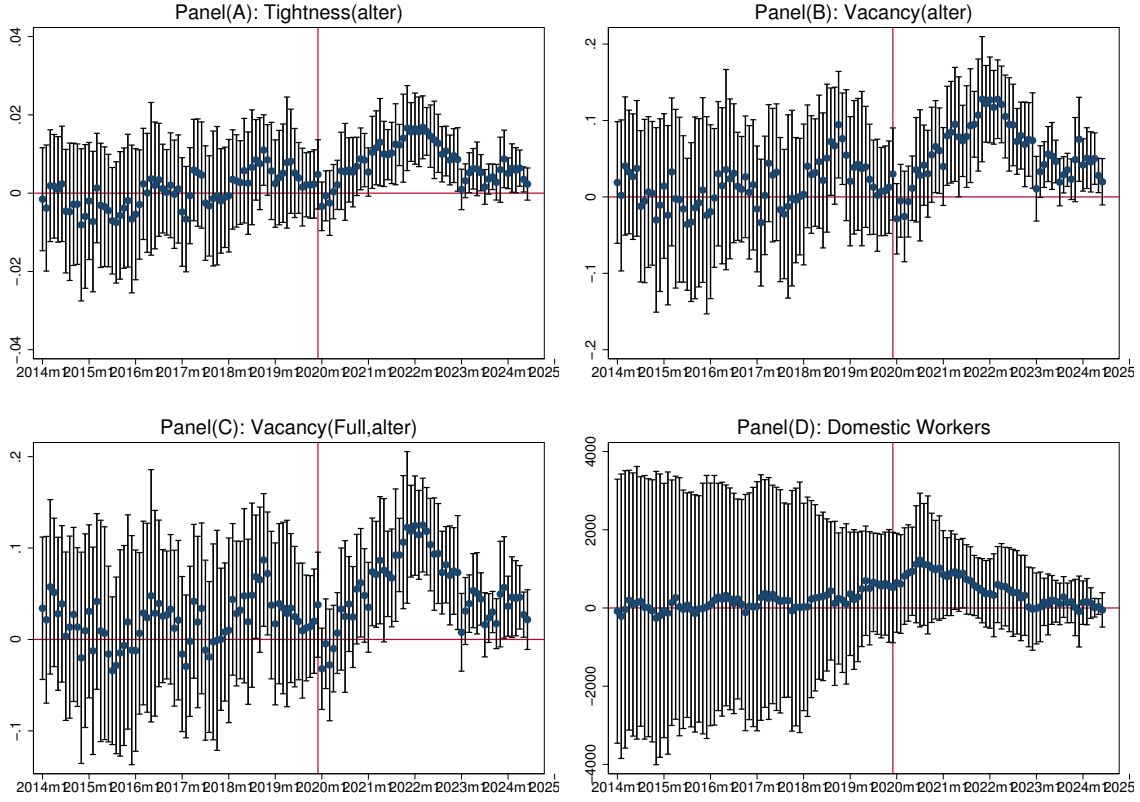 Panel(A): Tightness(alter)
.04
.02
0
-.02
-.04
2014m1 2015m1 2016m1 2017m1 2018m1 2019m1 2020m1 2021m1 2022m1 2023m1 2024m1 2025
Panel(B): Vacancy(alter)
.2
.1
0
-.1
-.2
2014m1 2015m1 2016m1 2017m1 2018m1 2019m1 2020m1 2021m1 2022m1 2023m1 2024m1 2025
Panel(C): Vacancy(Full,alter)
.2
.1
0
-.1
2014m1 2015m1 2016m1 2017m1 2018m1 2019m1 2020m1 2021m1 2022m1 2023m1 2024m1 2025
Panel(D): Domestic Workers
4000
2000
0
-2000
-4000
2014m1 2015m1 2016m1 2017m1 2018m1 2019m1 2020m1 2021m1 2022m1 2023m1 2024m1 2025